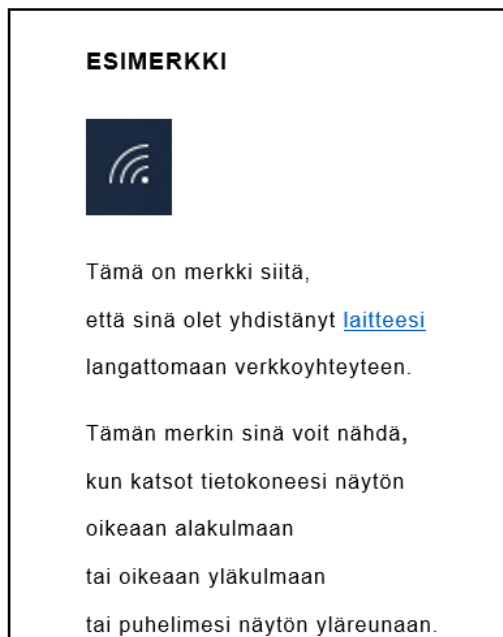 ESIMERKKI
Tämä on merkki siitä,
että sinä olet yhdistänyt laitteesi
langattomaan verkkoyhteyteen.
Tämän merkin sinä voit nähdä,
kun katsot tietokoneesi näytön
oikeaan alakulmaan
tai oikeaan yläkulmaan
tai puhelimesi näytön yläreunaan.